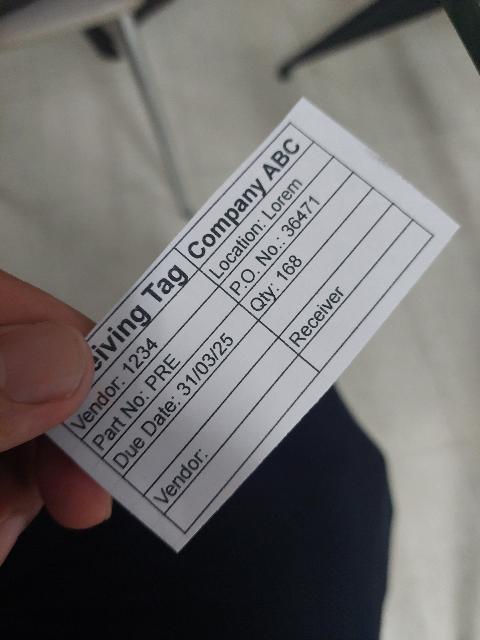 eiving Tag Company ABC
Vendor: 1234 Location: Lorem
Part No: PRE P.O. No.: 36471
Due Date: 31/03/25 Qty: 168
Vendor: Receiver